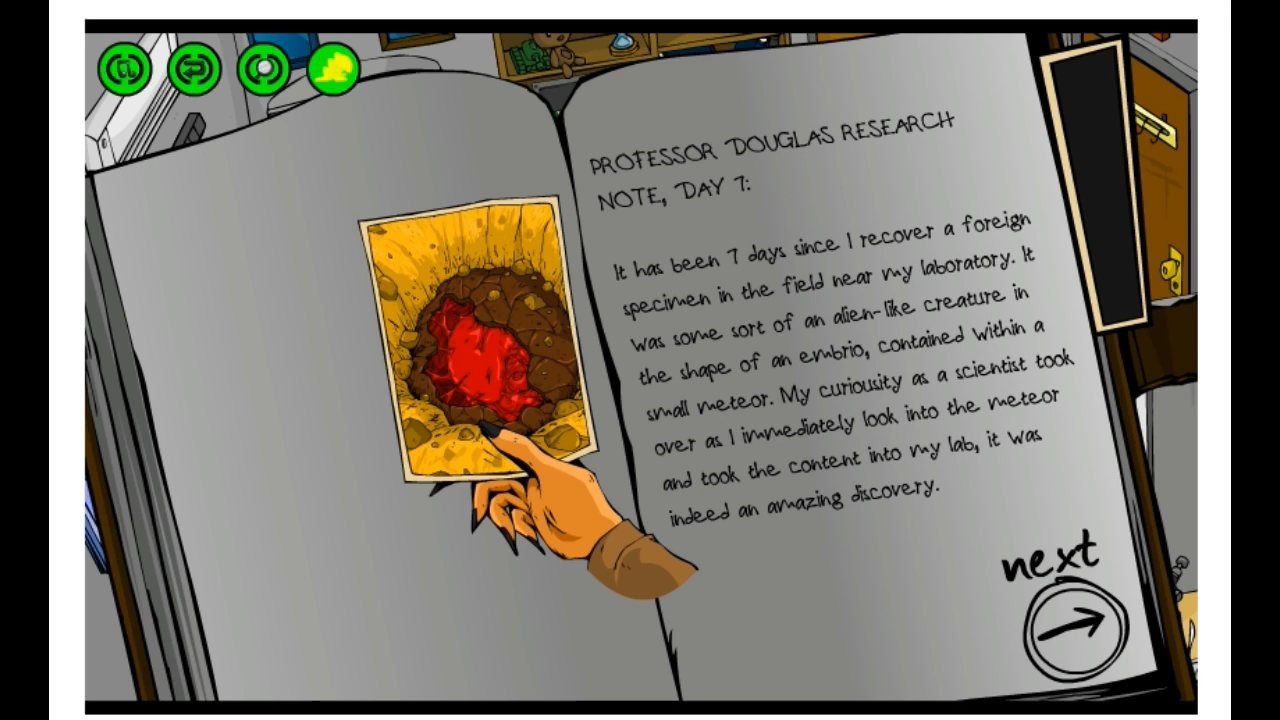 PROFESSOR DOUGLAS RESEARCH
NOTE, DAY 7:
It has been 7 days since I recover a foreign
specimen in the field near my laboratory. It
was some sort of an alien-like creature in
the shape of an embrio, contained within a
small meteor. My curiousity as a scientist took
over as I immediately look into the meteor
and took the content into my lab, it was
indeed an amazing discovery.
next